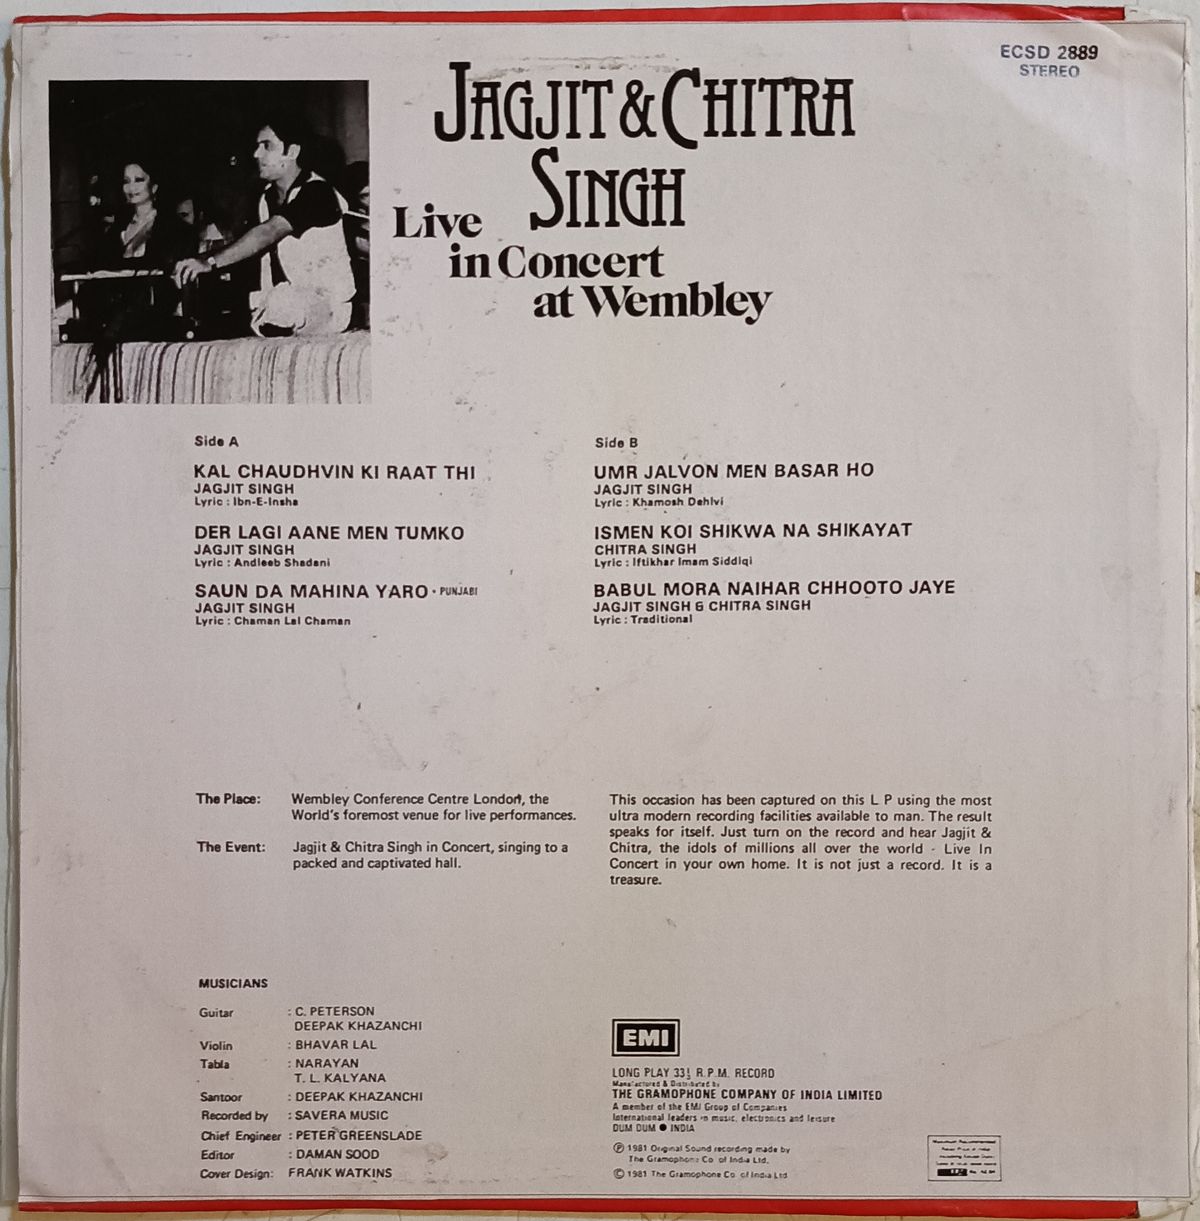 ECSD 2889
STEREO
JAGJIT & CHITRA
SINGH
Live
in Concert
at Wembley
Side A
KAL CHAUDHVIN KI RAAT THI
JAGJIT SINGH
Lyric : Ibn-E-Insha
DER LAGI AANE MEN TUMKO
JAGJIT SINGH
Lyric : Andleeb Shadani
SAUN DA MAHINA YARO - PUNJABI
JAGJIT SINGH
Lyric : Chaman Lal Chaman
Side B
UMR JALVON MEN BASAR HO
JAGJIT SINGH
Lyric : Khamosh Dehlvi
ISMEN KOI SHIKWA NA SHIKAYAT
CHITRA SINGH
Lyric : Iftikhar Imam Siddiqi
BABUL MORA NAIHAR CHHOOTO JAYE
JAGJIT SINGH & CHITRA SINGH
Lyric : Traditional
The Place: Wembley Conference Centre London, the
World's foremost venue for live performances.
The Event: Jagjit & Chitra Singh in Concert, singing to a
packed and captivated hall.
This occasion has been captured on this L P using the most
ultra modern recording facilities available to man. The result
speaks for itself. Just turn on the record and hear Jagjit &
Chitra, the idols of millions all over the world - Live In
Concert in your own home. It is not just a record. It is a
treasure.
MUSICIANS
Guitar : C. PETERSON
DEEPAK KHAZANCHI
Violin : BHAVAR LAL
Tabla : NARAYAN
T. L. KALYANA
Santoor : DEEPAK KHAZANCHI
Recorded by : SAVERA MUSIC
Chief Engineer : PETER GREENSLADE
Editor : DAMAN SOOD
Cover Design: FRANK WATKINS
EMI
LONG PLAY 33⅓ R.P.M. RECORD
Manufactured & Distributed by
THE GRAMOPHONE COMPANY OF INDIA LIMITED
A member of the EMI Group of Companies
International leaders in music, electronics and leisure
DUM DUM ● INDIA
Ⓟ 1981 Original Sound recording made by
The Gramophone Co of India Ltd.
© 1981 The Gramophone Co of India Ltd